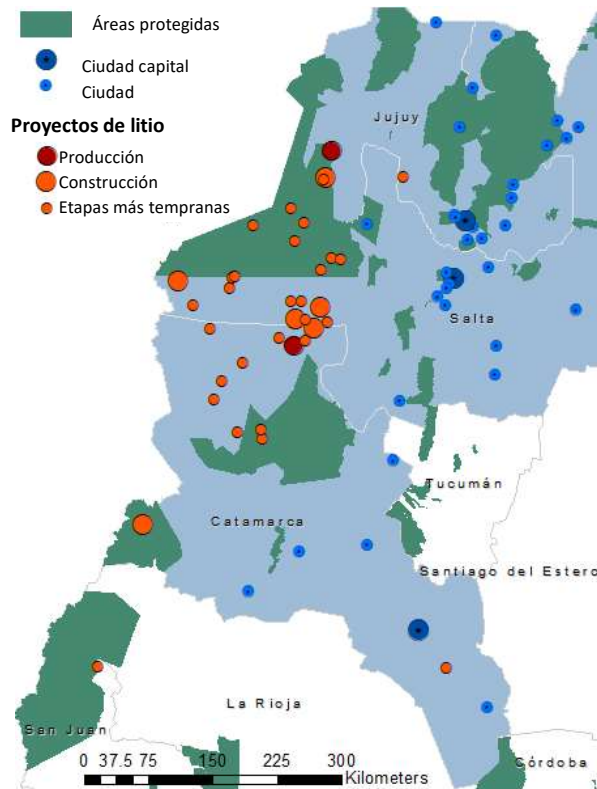 Áreas protegidas
Ciudad capital
Ciudad
Proyectos de litio
Producción
Construcción
Etapas más tempranas
Jujuy
Salta
Tucumán
Catamarca
Santiago del Estero
La Rioja
San Juan
Córdoba
0 37.5 75 150 225 300
Kilometers